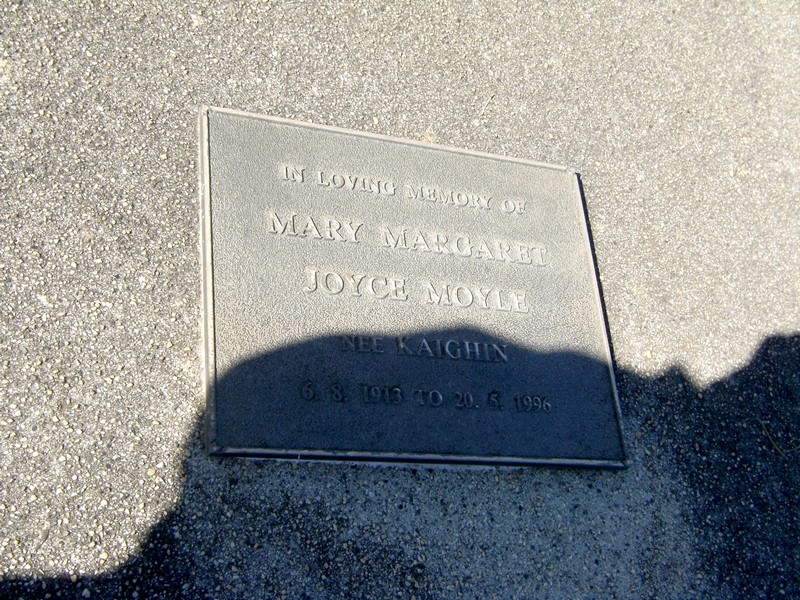 IN LOVING MEMORY OF
MARY MARGARET
JOYCE MOYLE
NEE KAIGHIN
6. 8. 1913 TO 20. 5. 1996